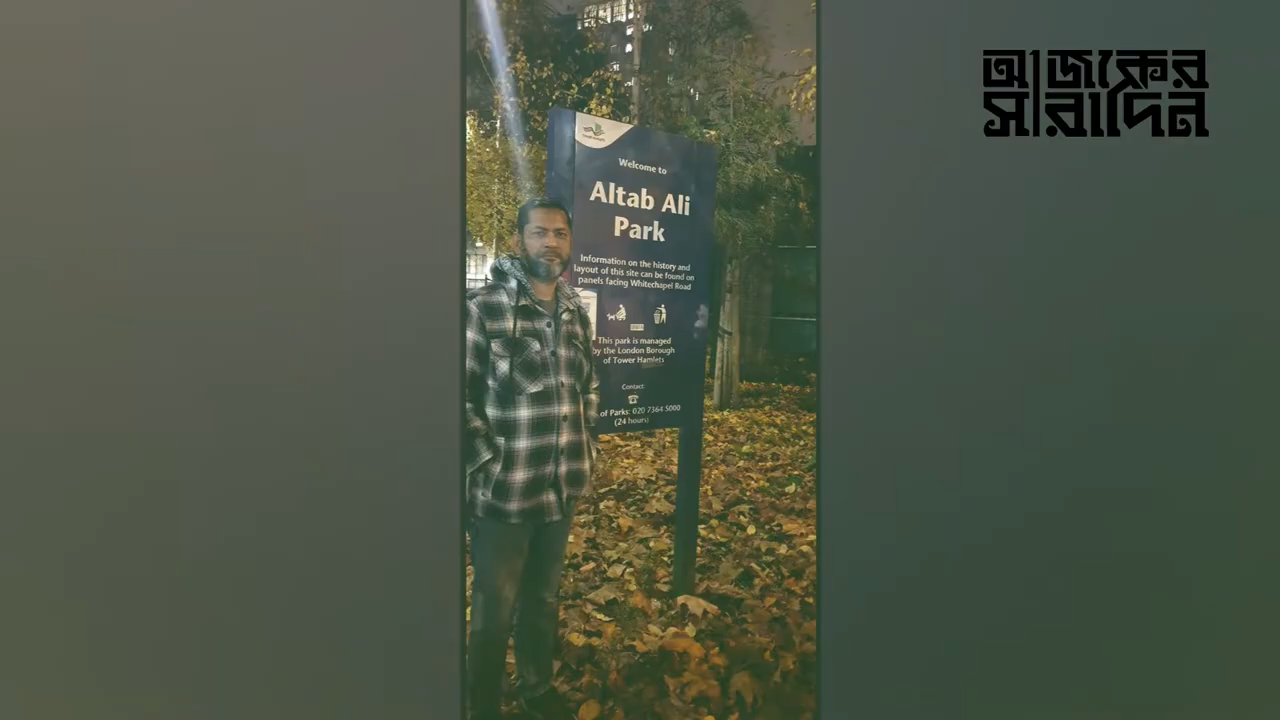 Welcome to
Altab Ali
Park
Information on the history and
layout of this site can be found on
panels facing Whitechapel Road
This park is managed
by the London Borough
of Tower Hamlets
Contact:
of Parks: 020 7364 5000
(24 hours)
আজকের
সারাদিন